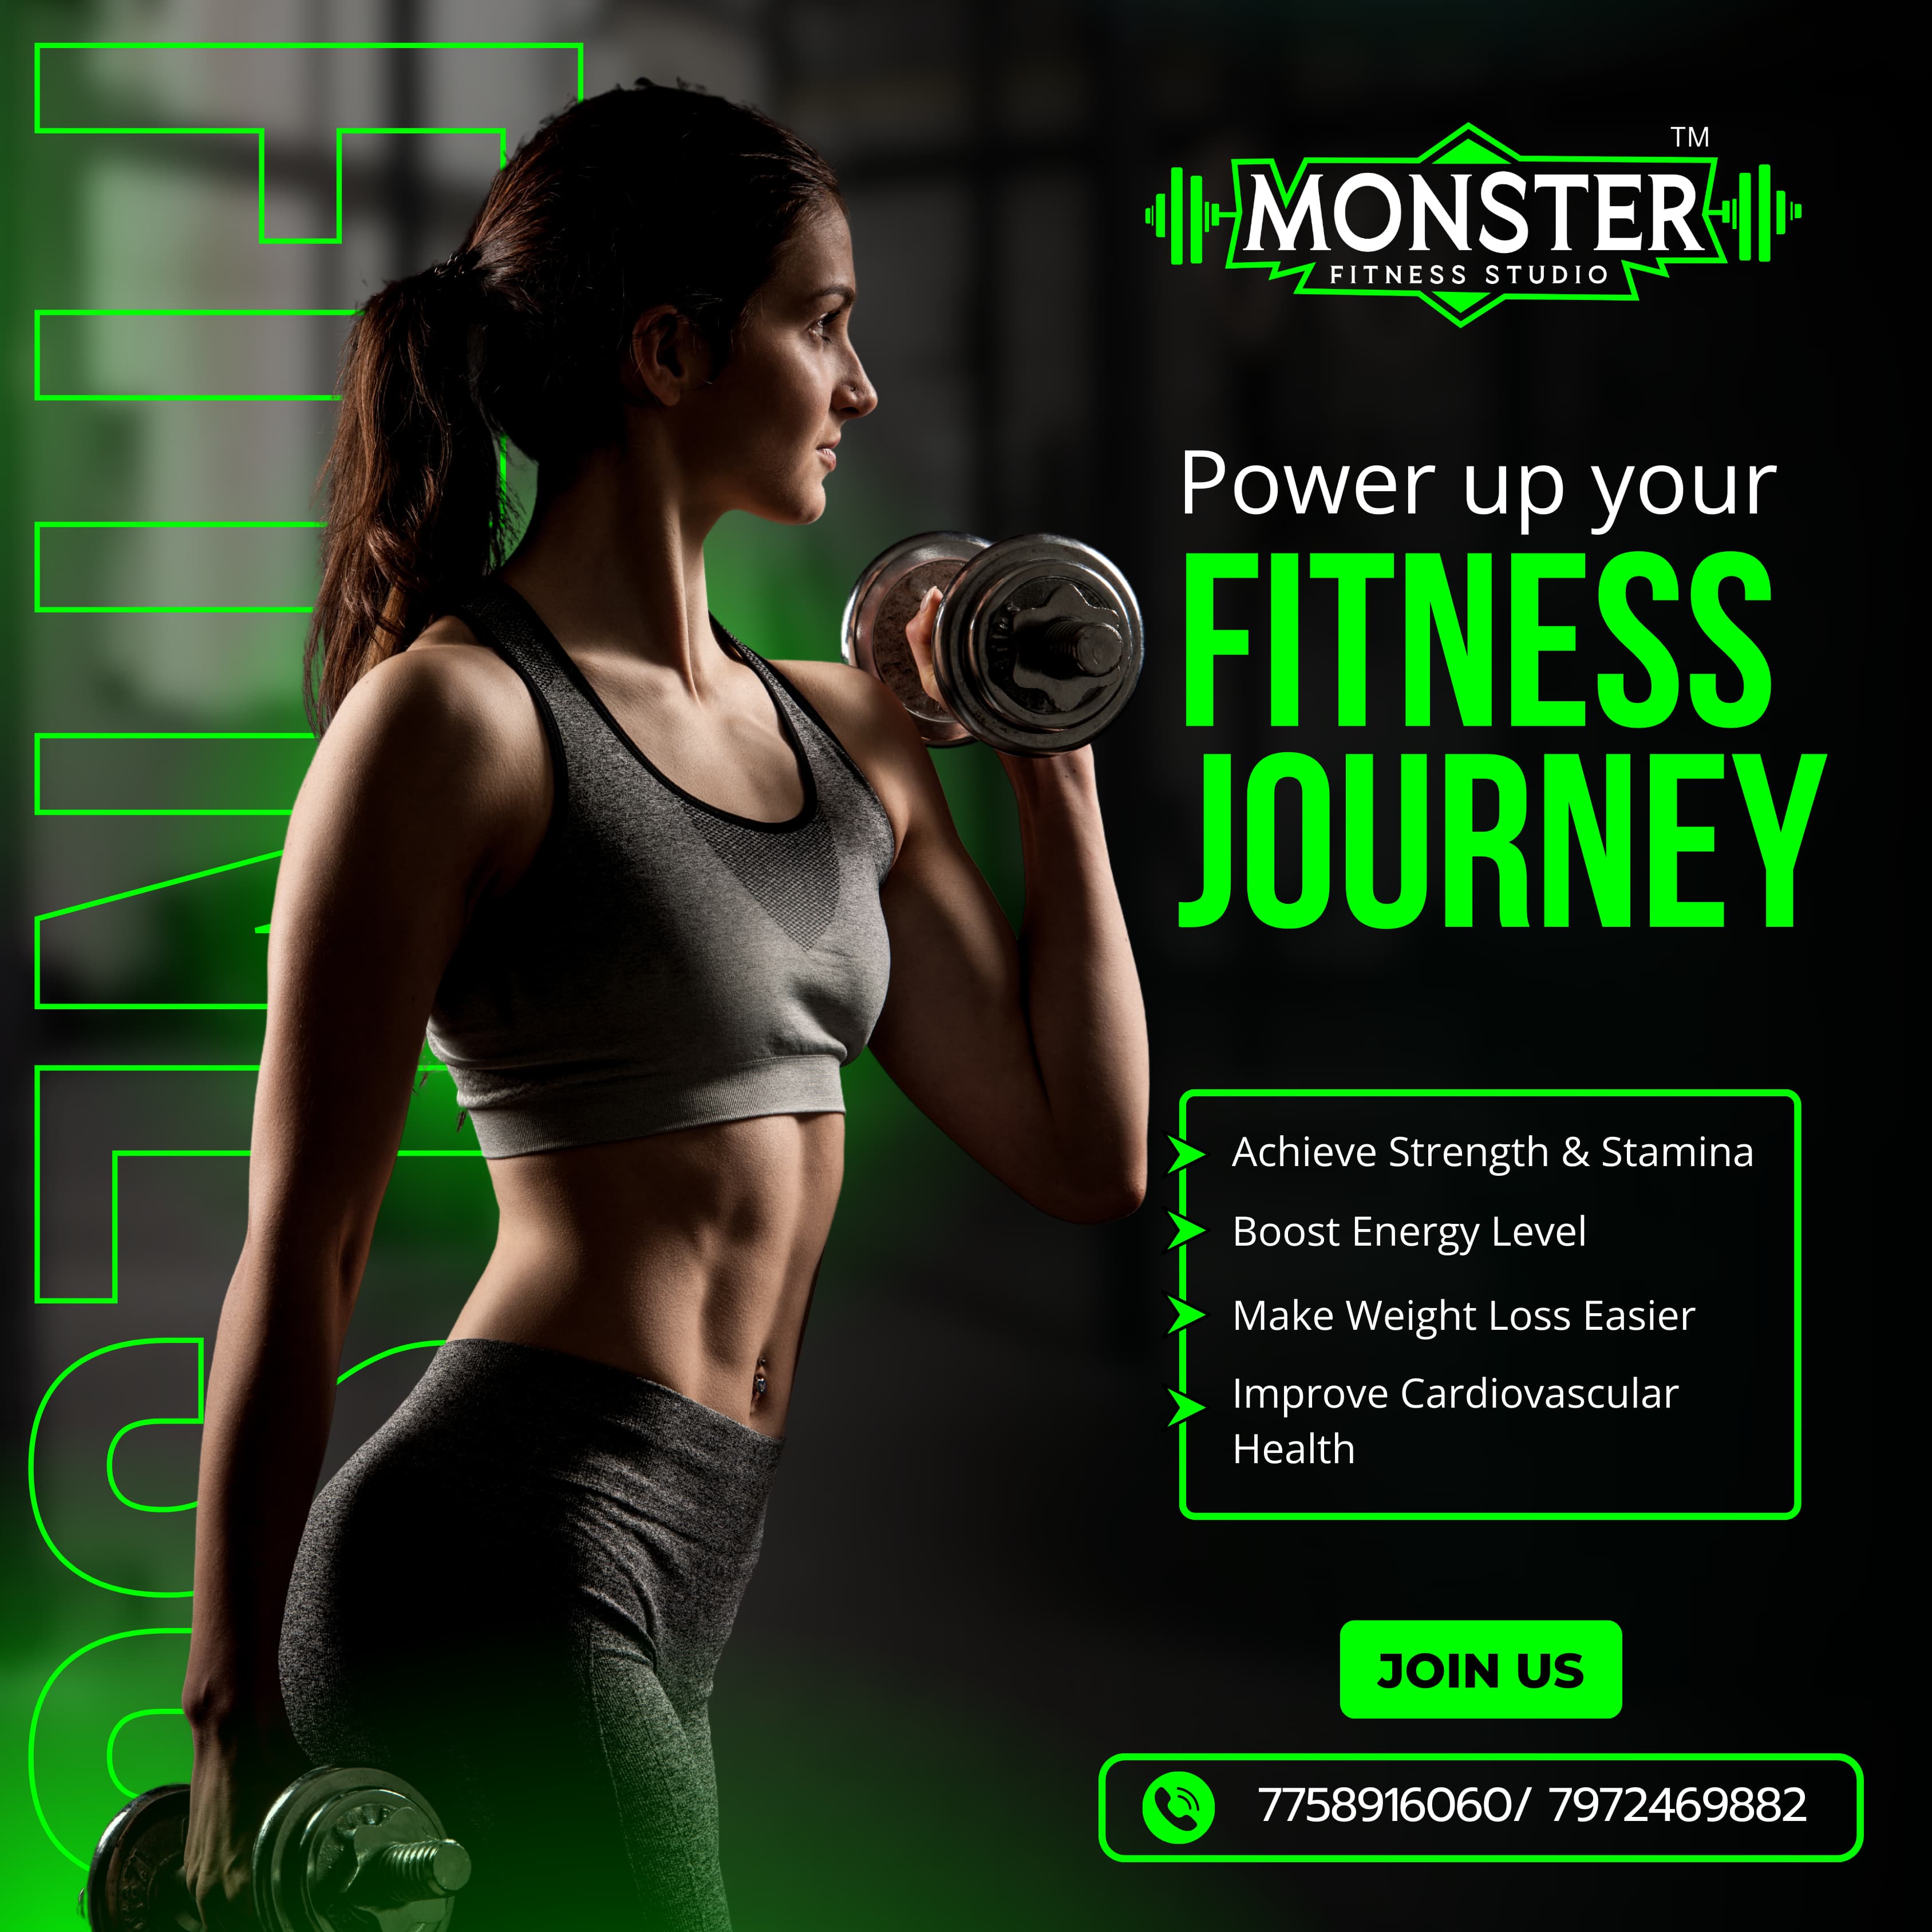 TM
MONSTER
FITNESS STUDIO
Power up your
FITNESS
JOURNEY
Achieve Strength & Stamina
Boost Energy Level
Make Weight Loss Easier
Improve Cardiovascular
Health
JOIN US
7758916060/ 7972469882